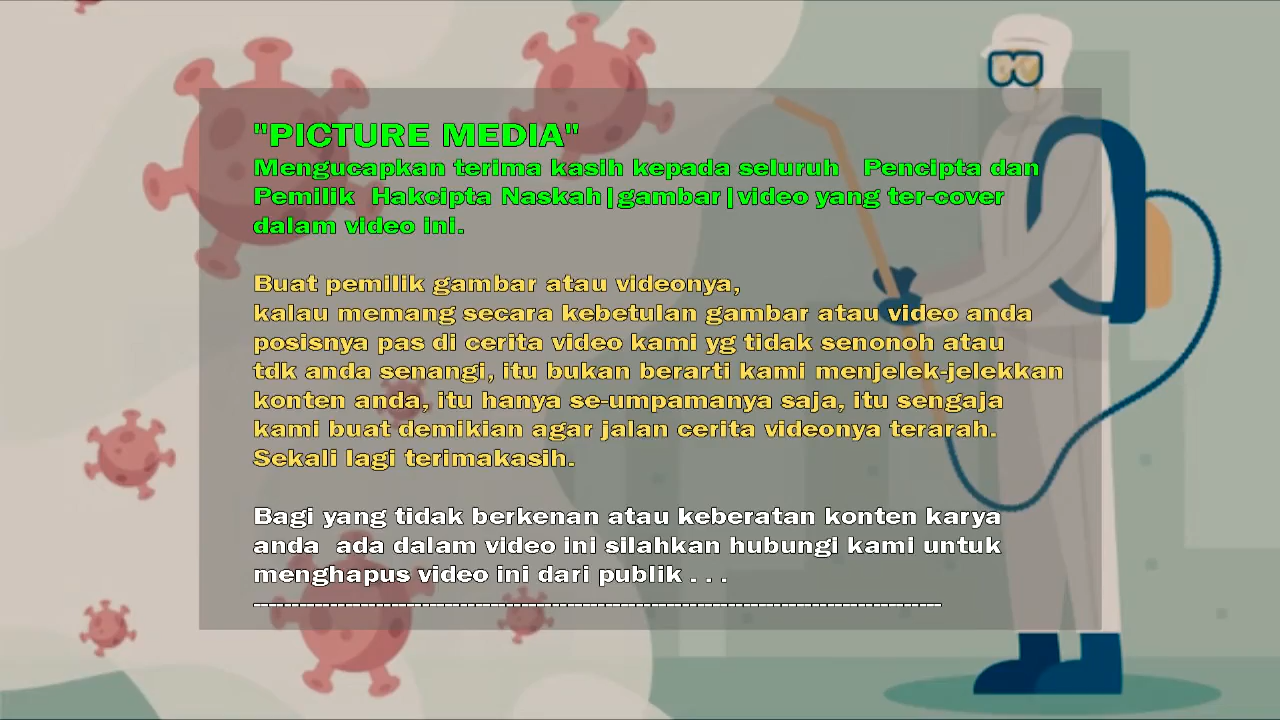 "PICTURE MEDIA"
Mengucapkan terima kasih kepada seluruh Pencipta dan
Pemilik Hakcipta Naskah|gambar|video yang ter-cover
dalam video ini.
Buat pemilik gambar atau videonya,
kalau memang secara kebetulan gambar atau video anda
posisnya pas di cerita video kami yg tidak senonoh atau
tdk anda senangi, itu bukan berarti kami menjelek-jelekkan
konten anda, itu hanya se-umpamanya saja, itu sengaja
kami buat demikian agar jalan cerita videonya terarah.
Sekali lagi terimakasih.
Bagi yang tidak berkenan atau keberatan konten karya
anda ada dalam video ini silahkan hubungi kami untuk
menghapus video ini dari publik . . .